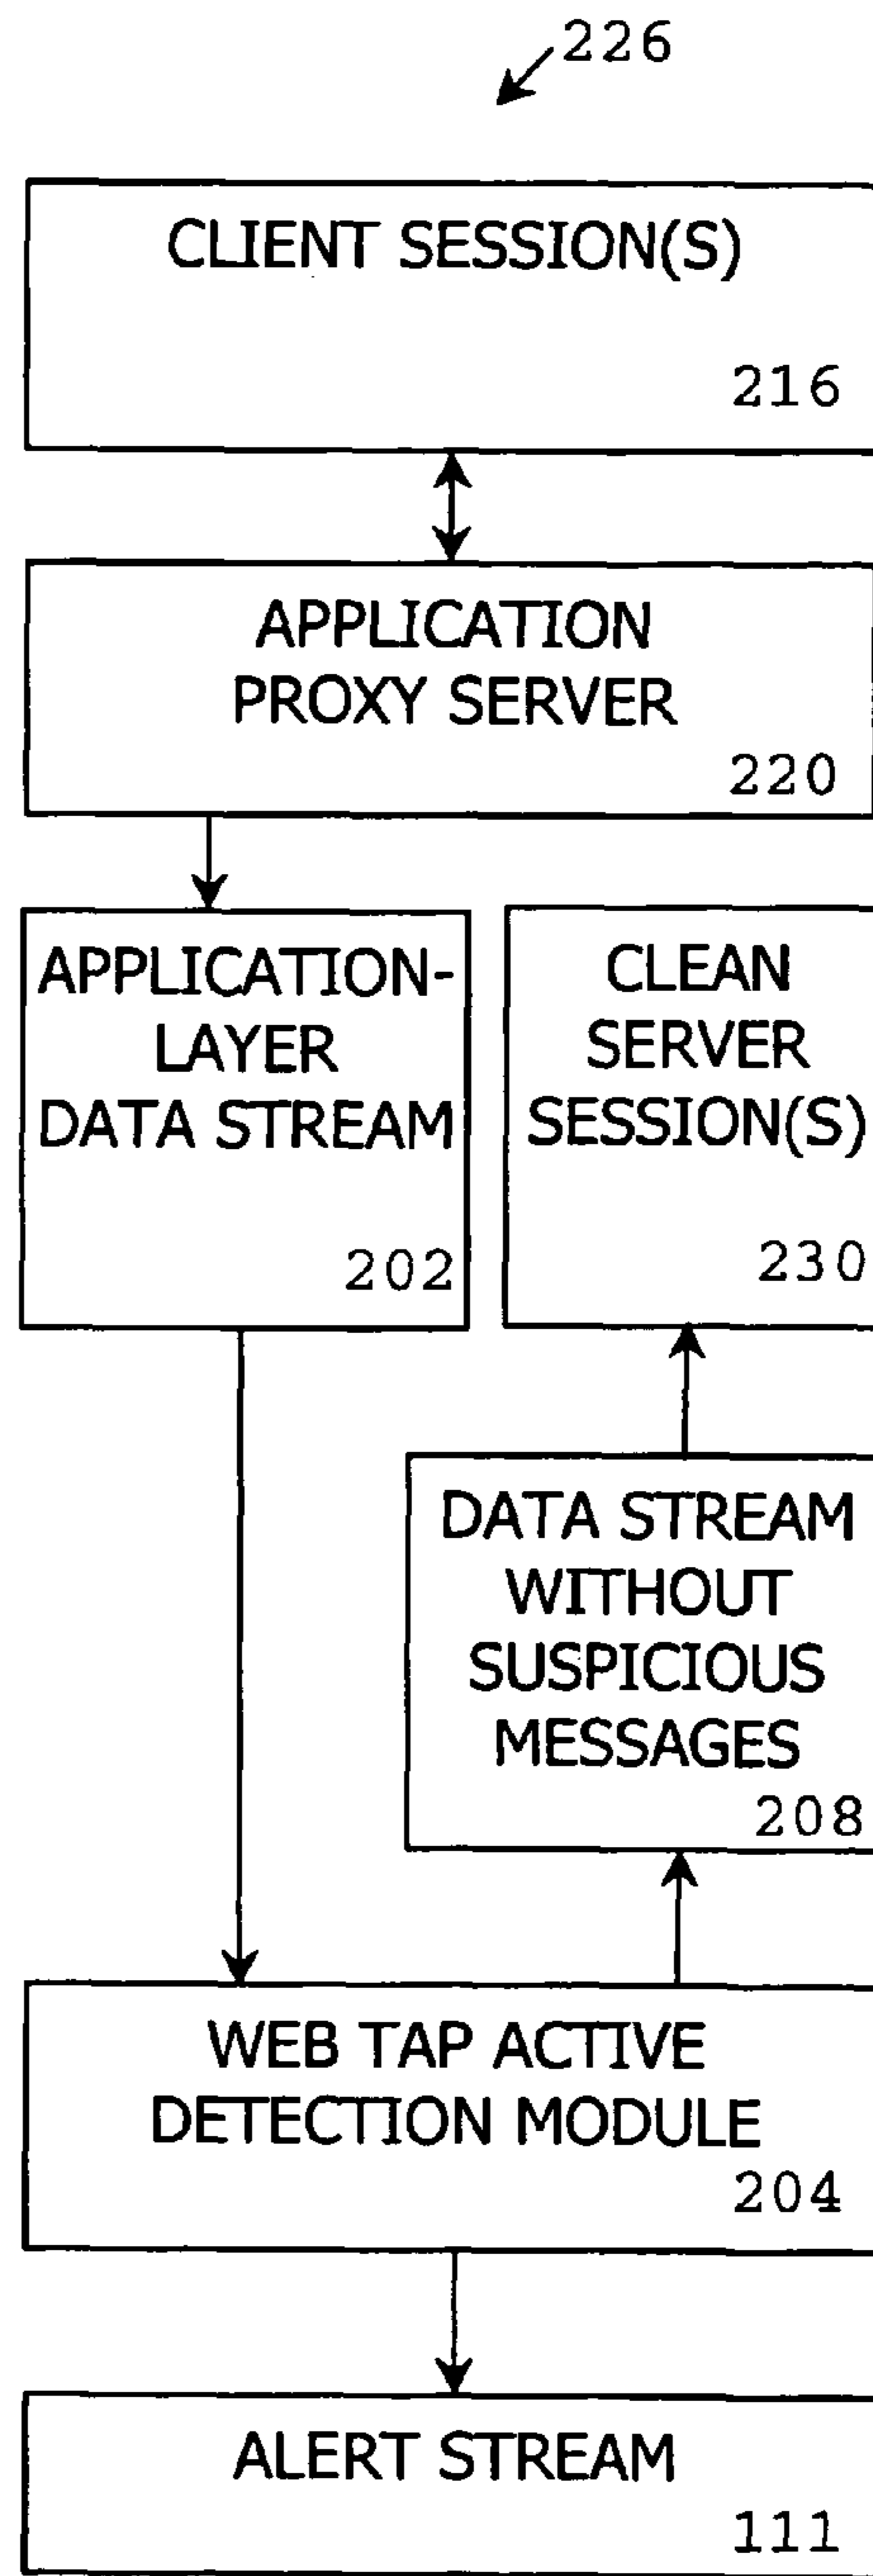 226
CLIENT SESSION(S)
216
APPLICATION
PROXY SERVER
220
APPLICATION-
LAYER
DATA STREAM
202
CLEAN
SERVER
SESSION(S)
230
DATA STREAM
WITHOUT
SUSPICIOUS
MESSAGES
208
WEB TAP ACTIVE
DETECTION MODULE
204
ALERT STREAM
111